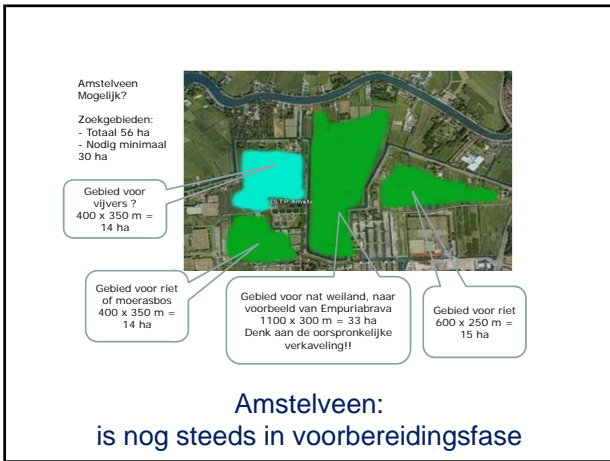 Amstelveen
Mogelijk?
Zoekgebieden:
- Totaal 56 ha
- Nodig minimaal
30 ha
Gebied voor
vijvers ?
400 x 350 m =
14 ha
Gebied voor riet
of moerasbos
400 x 350 m =
14 ha
Gebied voor nat weiland, naar
voorbeeld van Empuriabrava
1100 x 300 m = 33 ha
Denk aan de oorspronkelijke
verkaveling!!
Gebied voor riet
600 x 250 m =
15 ha
Amstelveen:
is nog steeds in voorbereidingsfase